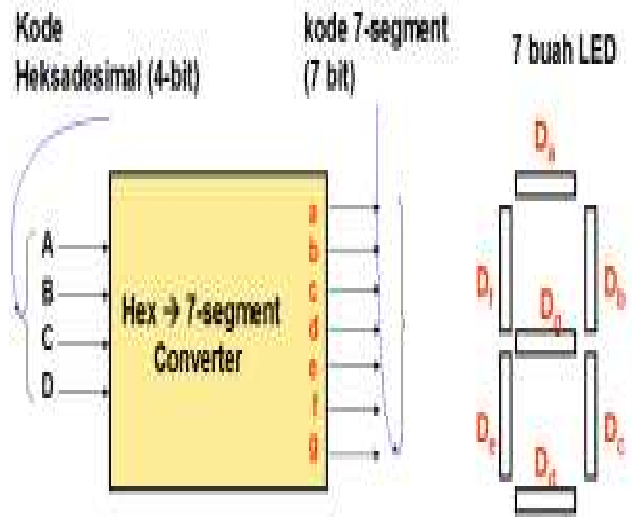 Kode
Heksadesimal (4-bit)
kode 7-segment
(7 bit)
7 buah LED
A
B
C
D
Hex → 7-segment
Converter
a
b
c
d
e
f
g
Da
Df
Db
Dg
De
Dc
Dd